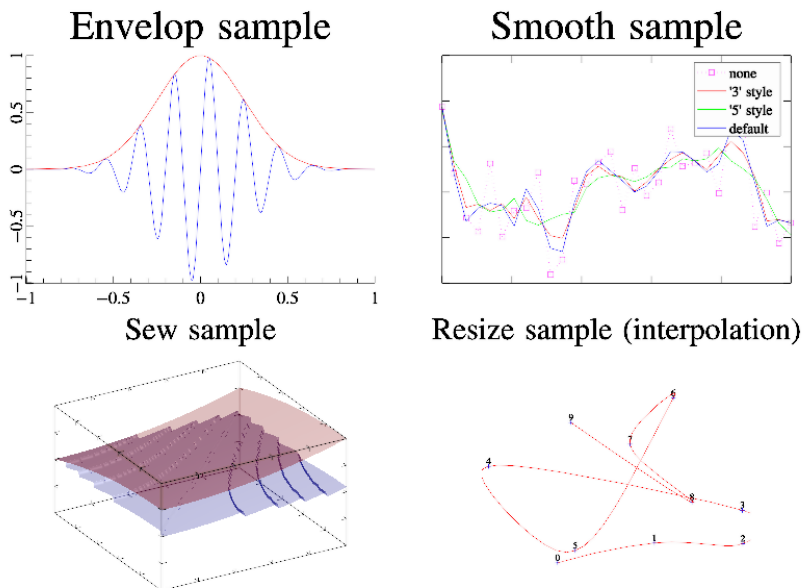 Envelop sample
Smooth sample
1
0.5
0
−0.5
−1
−1
−0.5
0
0.5
1
none
'3' style
'5' style
default
Sew sample
Resize sample (interpolation)
6
9
7
4
8
3
5
1
2
0